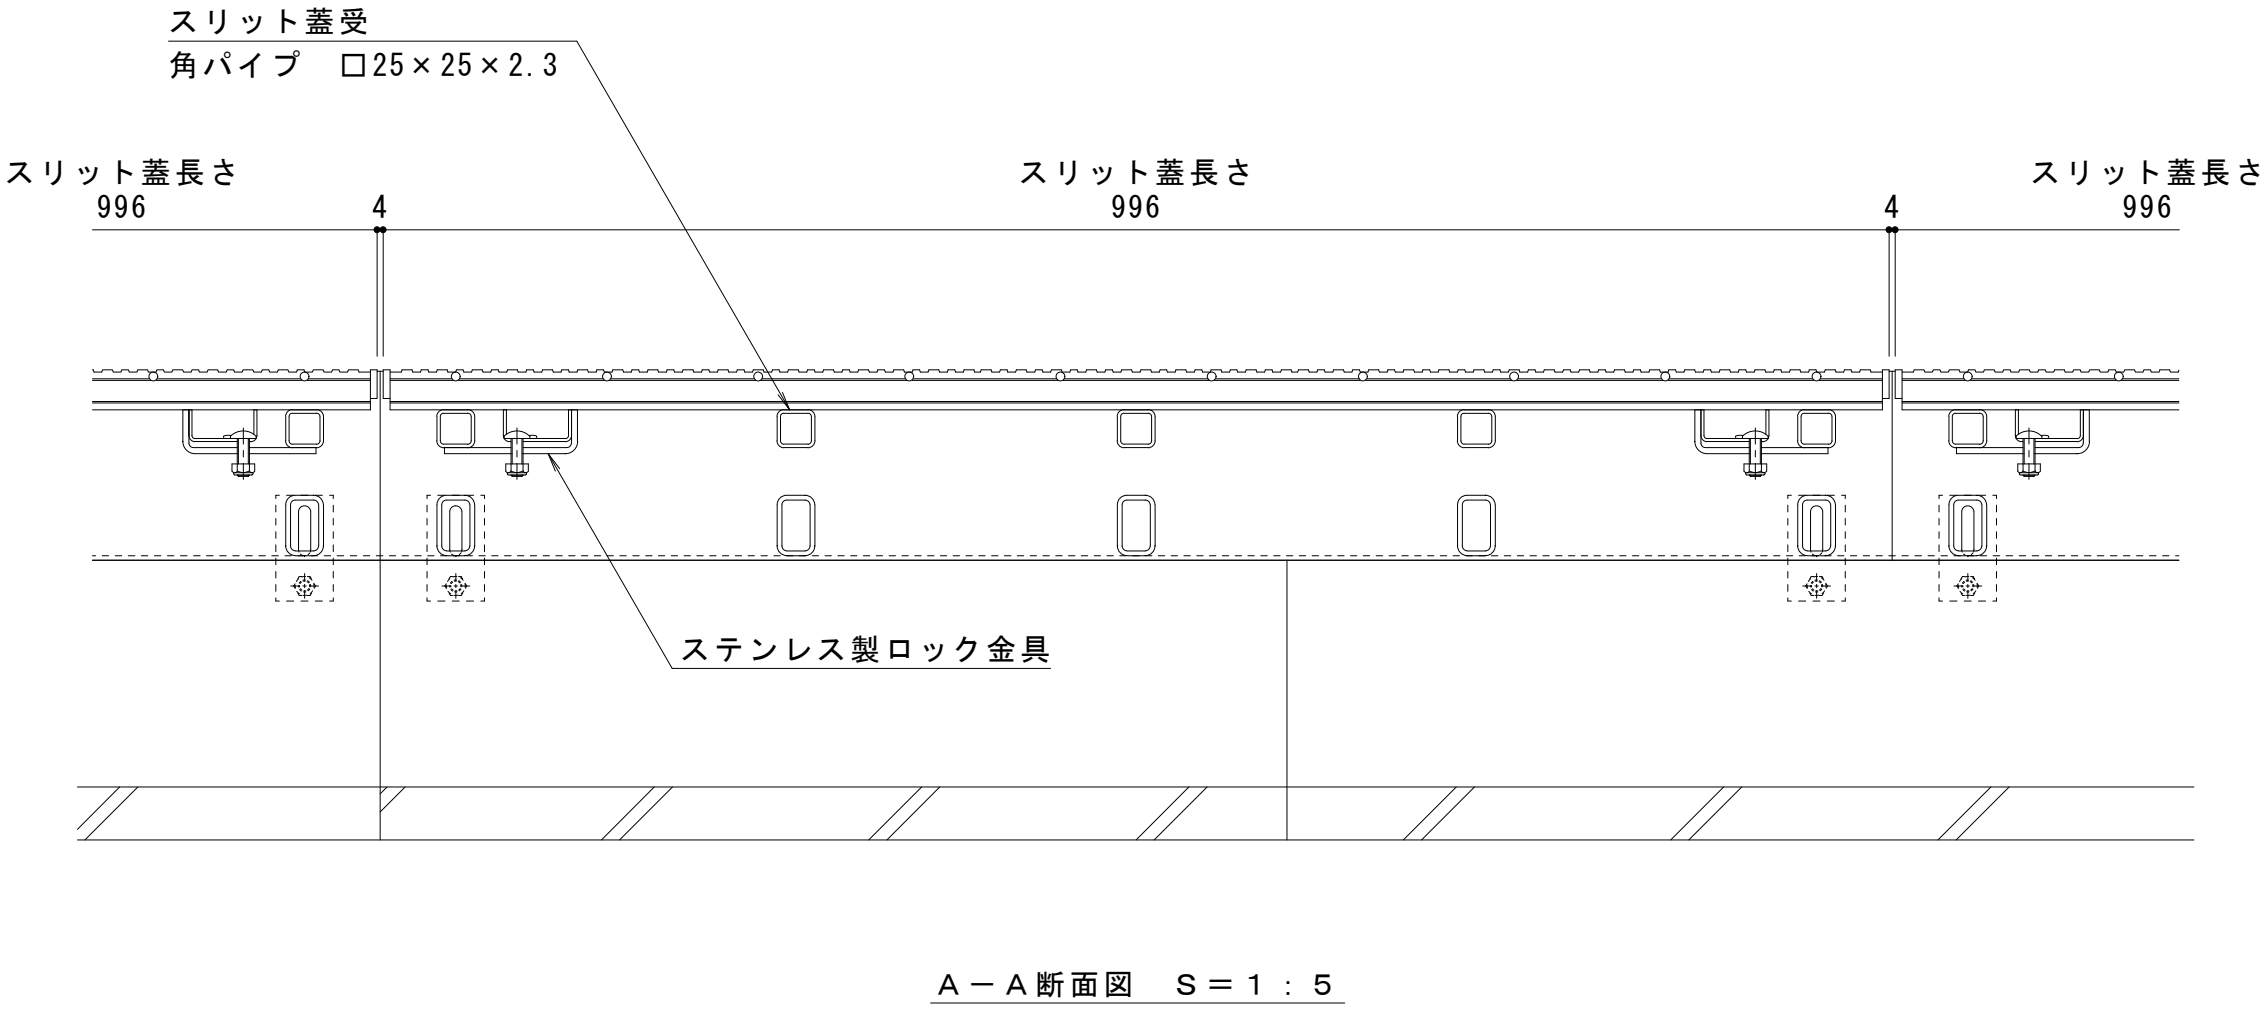 スリット蓋受
角パイプ　□25×25×2.3
スリット蓋長さ
996
4
スリット蓋長さ
996
4
スリット蓋長さ
996
ステンレス製ロック金具
Ａ－Ａ断面図　Ｓ＝１：５